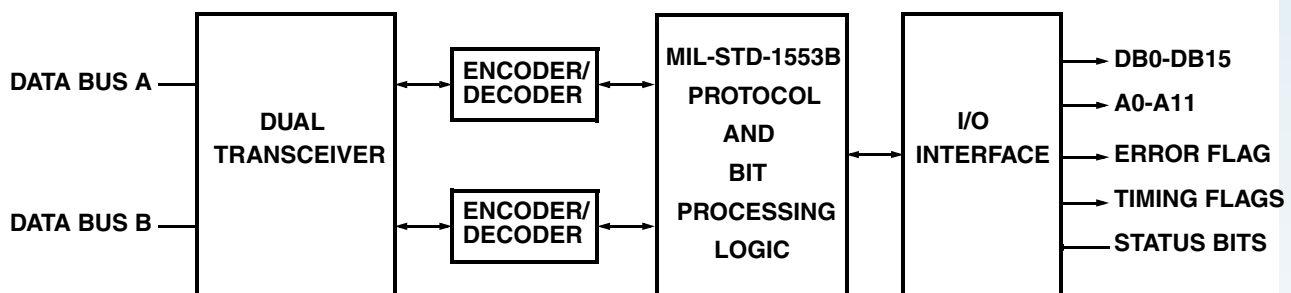 DATA BUS A
DATA BUS B
DUAL
TRANSCEIVER
ENCODER/
DECODER
ENCODER/
DECODER
MIL-STD-1553B
PROTOCOL
AND
BIT
PROCESSING
LOGIC
I/O
INTERFACE
DB0-DB15
A0-A11
ERROR FLAG
TIMING FLAGS
STATUS BITS